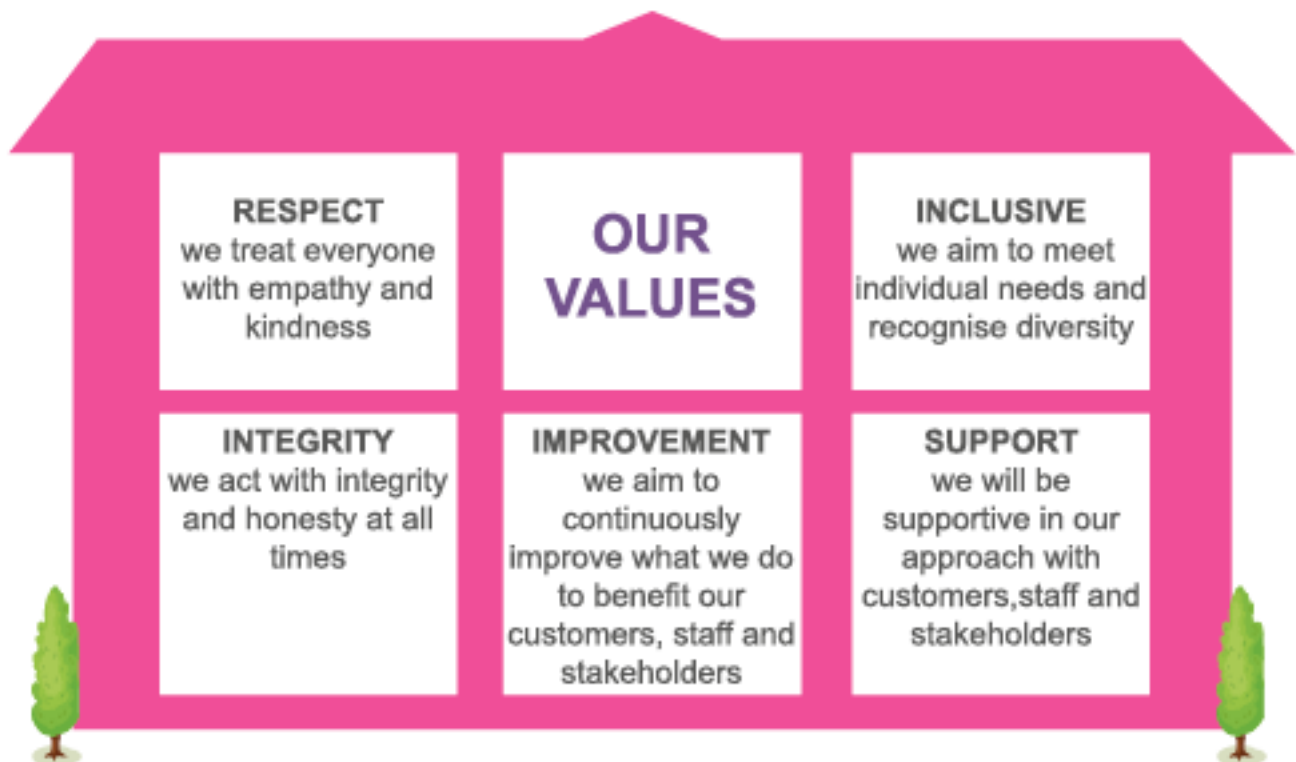 RESPECT
we treat everyone
with empathy and
kindness
OUR
VALUES
INCLUSIVE
we aim to meet
individual needs and
recognise diversity
INTEGRITY
we act with integrity
and honesty at all
times
IMPROVEMENT
we aim to
continuously
improve what we do
to benefit our
customers, staff and
stakeholders
SUPPORT
we will be
supportive in our
approach with
customers,staff and
stakeholders